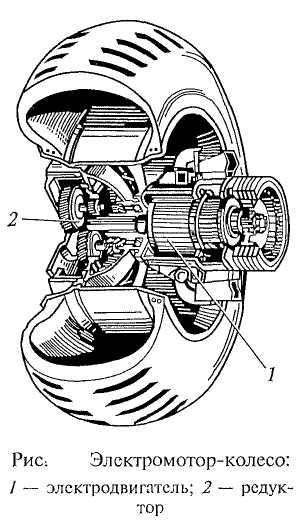 2
1
Рис. Электромотор-колесо:
1 — электродвигатель; 2 — редук-
тор